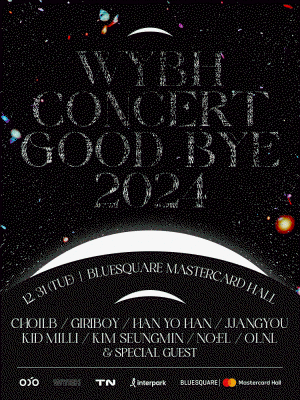 WYBH
CONCERT
GOOD BYE
2024
12. 31 (TUE) | BLUESQUARE MASTERCARD HALL
CHOILB / GIRIBOY / HAN YO HAN / JJANGYOU
KID MILLI / KIM SEUNGMIN / NO:EL / OLNL
& SPECIAL GUEST
WYBH TN interpark BLUESQUARE | Mastercard Hall